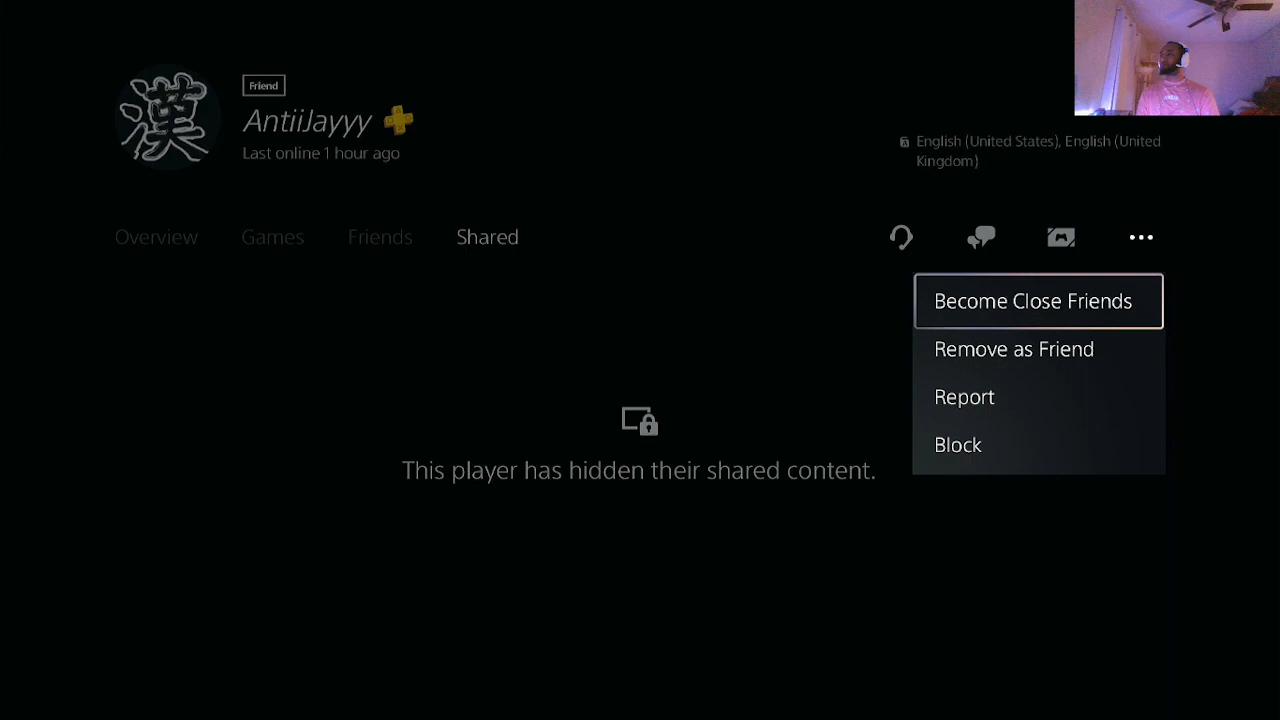 漢
Friend
AntiiJayyy
Last online 1 hour ago
English (United States), English (United
Kingdom)
Overview
Games
Friends
Shared
Become Close Friends
Remove as Friend
Report
Block
This player has hidden their shared content.